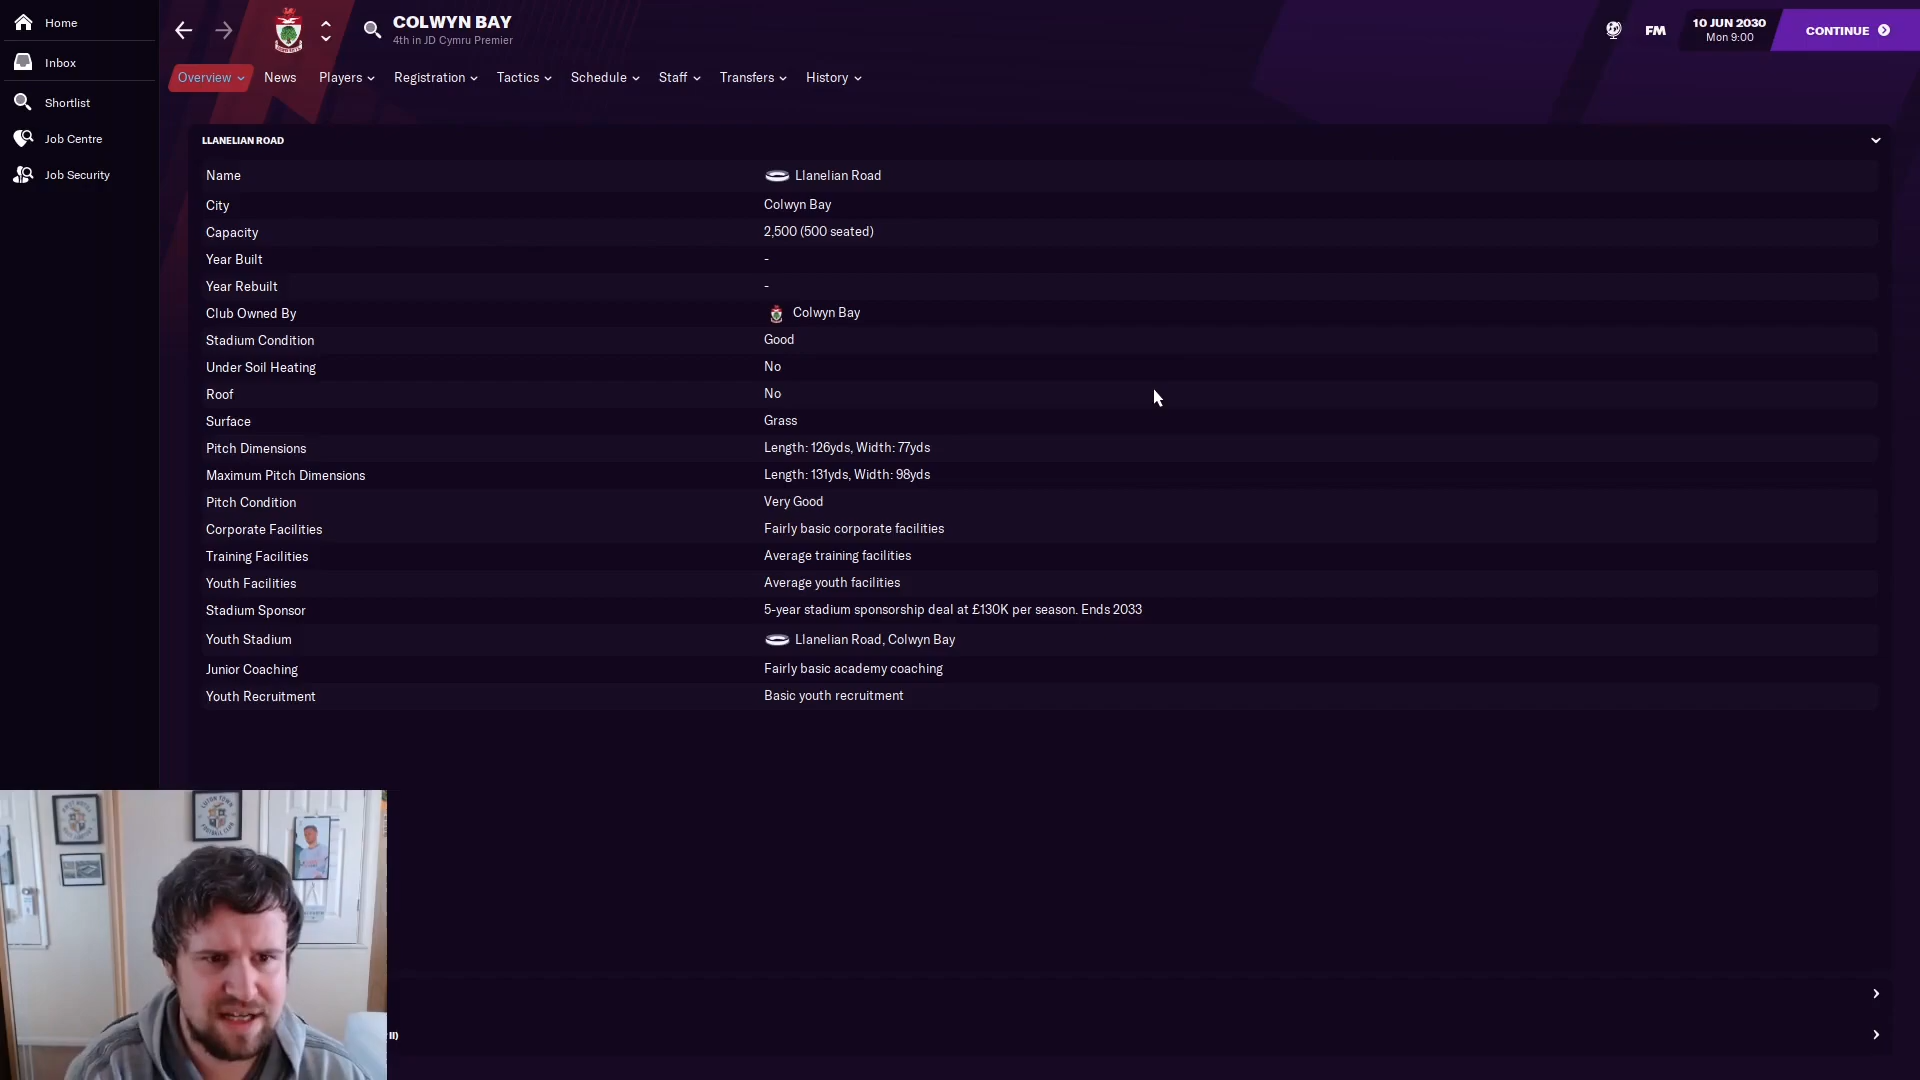 Home
Inbox
Shortlist
Job Centre
Job Security
COLWYN BAY
4th in JD Cymru Premier
FM
10 JUN 2030
Mon 9:00
CONTINUE
Overview
News
Players
Registration
Tactics
Schedule
Staff
Transfers
History
LLANELIAN ROAD
Name Llanelian Road
City Colwyn Bay
Capacity 2,500 (500 seated)
Year Built -
Year Rebuilt -
Club Owned By Colwyn Bay
Stadium Condition Good
Under Soil Heating No
Roof No
Surface Grass
Pitch Dimensions Length: 126yds, Width: 77yds
Maximum Pitch Dimensions Length: 131yds, Width: 98yds
Pitch Condition Very Good
Corporate Facilities Fairly basic corporate facilities
Training Facilities Average training facilities
Youth Facilities Average youth facilities
Stadium Sponsor 5-year stadium sponsorship deal at £130K per season. Ends 2033
Youth Stadium Llanelian Road, Colwyn Bay
Junior Coaching Fairly basic academy coaching
Youth Recruitment Basic youth recruitment
LUTON TOWN
FOOTBALL CLUB